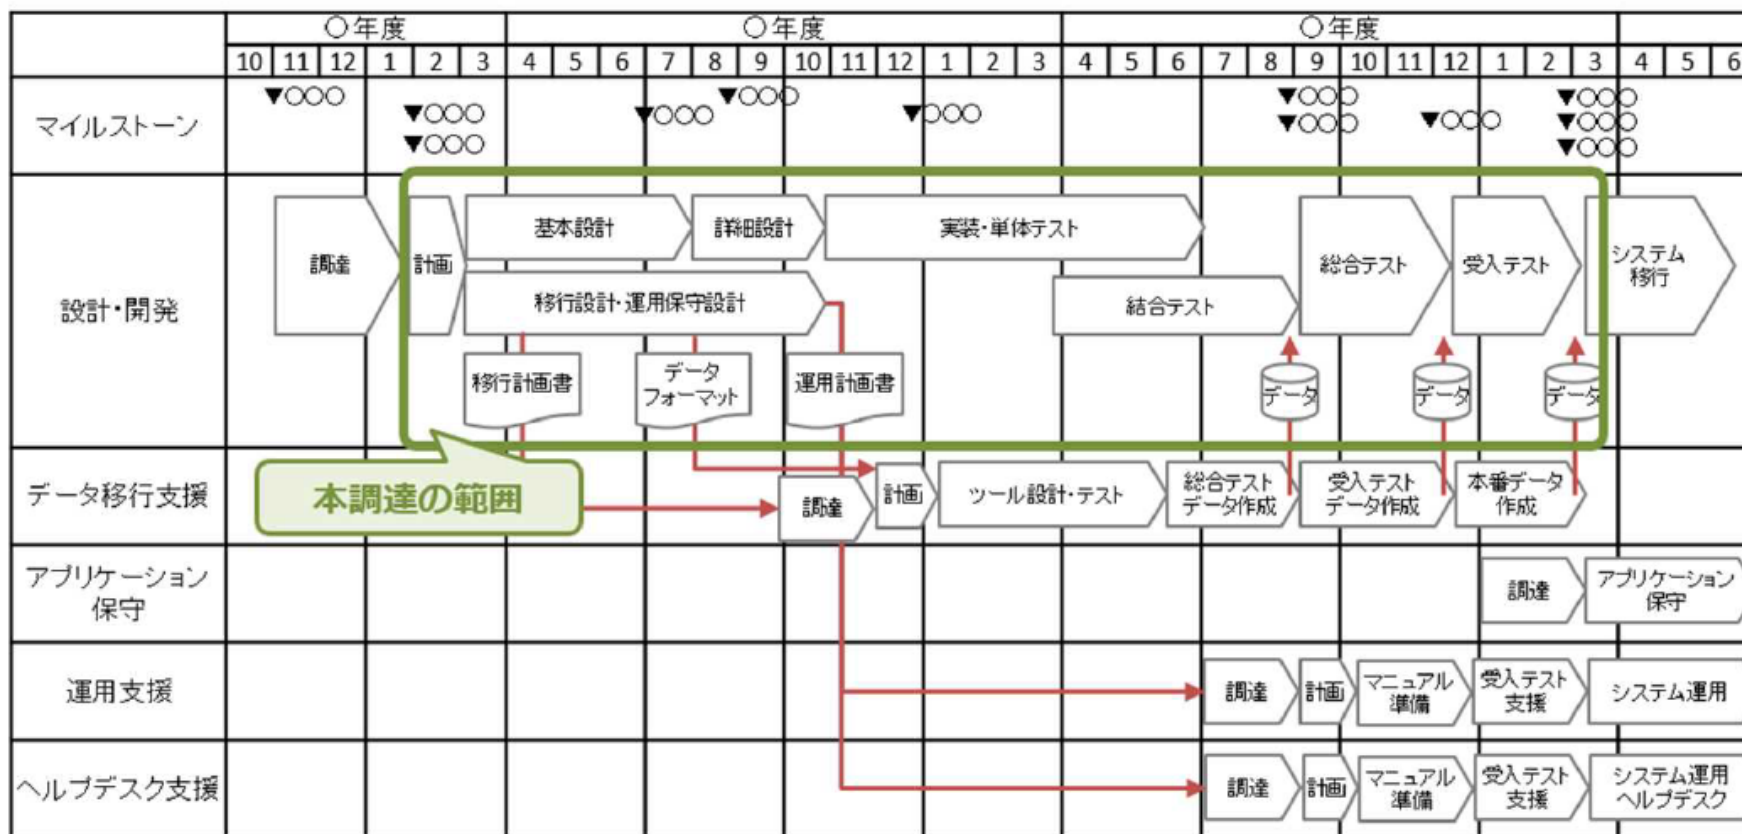 ○年度 ○年度 ○年度
10 11 12 1 2 3 4 5 6 7 8 9 10 11 12 1 2 3 4 5 6 7 8 9 10 11 12 1 2 3 4 5 6
マイルストーン
▼○○○
▼○○○
▼○○○
▼○○○
▼○○○
▼○○○
▼○○○
▼○○○
▼○○○
▼○○○
▼○○○
▼○○○
設計・開発
調達
計画
基本設計
詳細設計
実装・単体テスト
移行設計・運用保守設計
結合テスト
総合テスト
受入テスト
システム
移行
移行計画書
データ
フォーマット
運用計画書
データ
データ
データ
本調達の範囲
データ移行支援
調達
計画
ツール設計・テスト
総合テスト
データ作成
受入テスト
データ作成
本番データ
作成
アプリケーション
保守
調達
アプリケーション
保守
運用支援
調達
計画
マニュアル
準備
受入テスト
支援
システム運用
ヘルプデスク支援
調達
計画
マニュアル
準備
受入テスト
支援
システム運用
ヘルプデスク